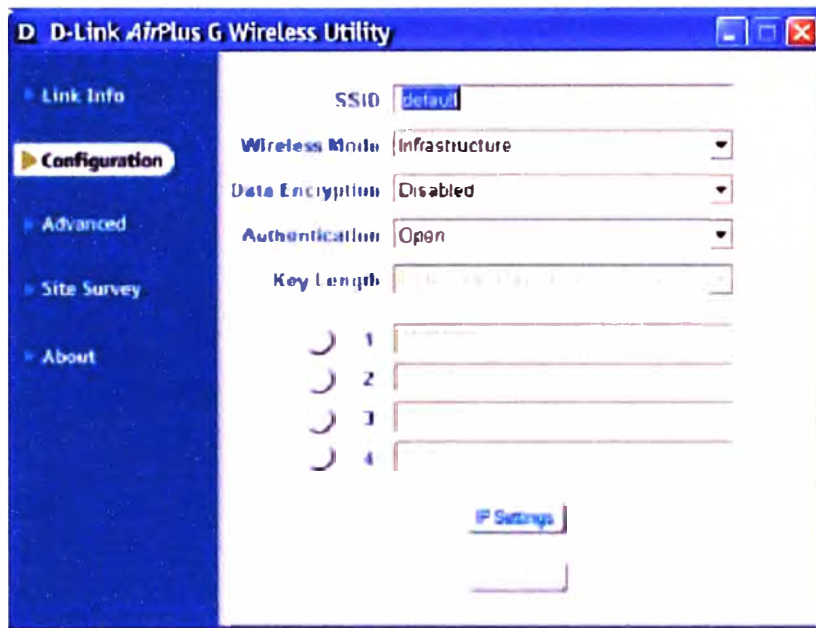 D D-Link AirPlus G Wireless Utility
Link Info
Configuration
Advanced
Site Survey
About
SSID default
Wireless Mode Infrastructure
Data Encryption Disabled
Authentication Open
Key Length
1
2
3
4
IP Settings